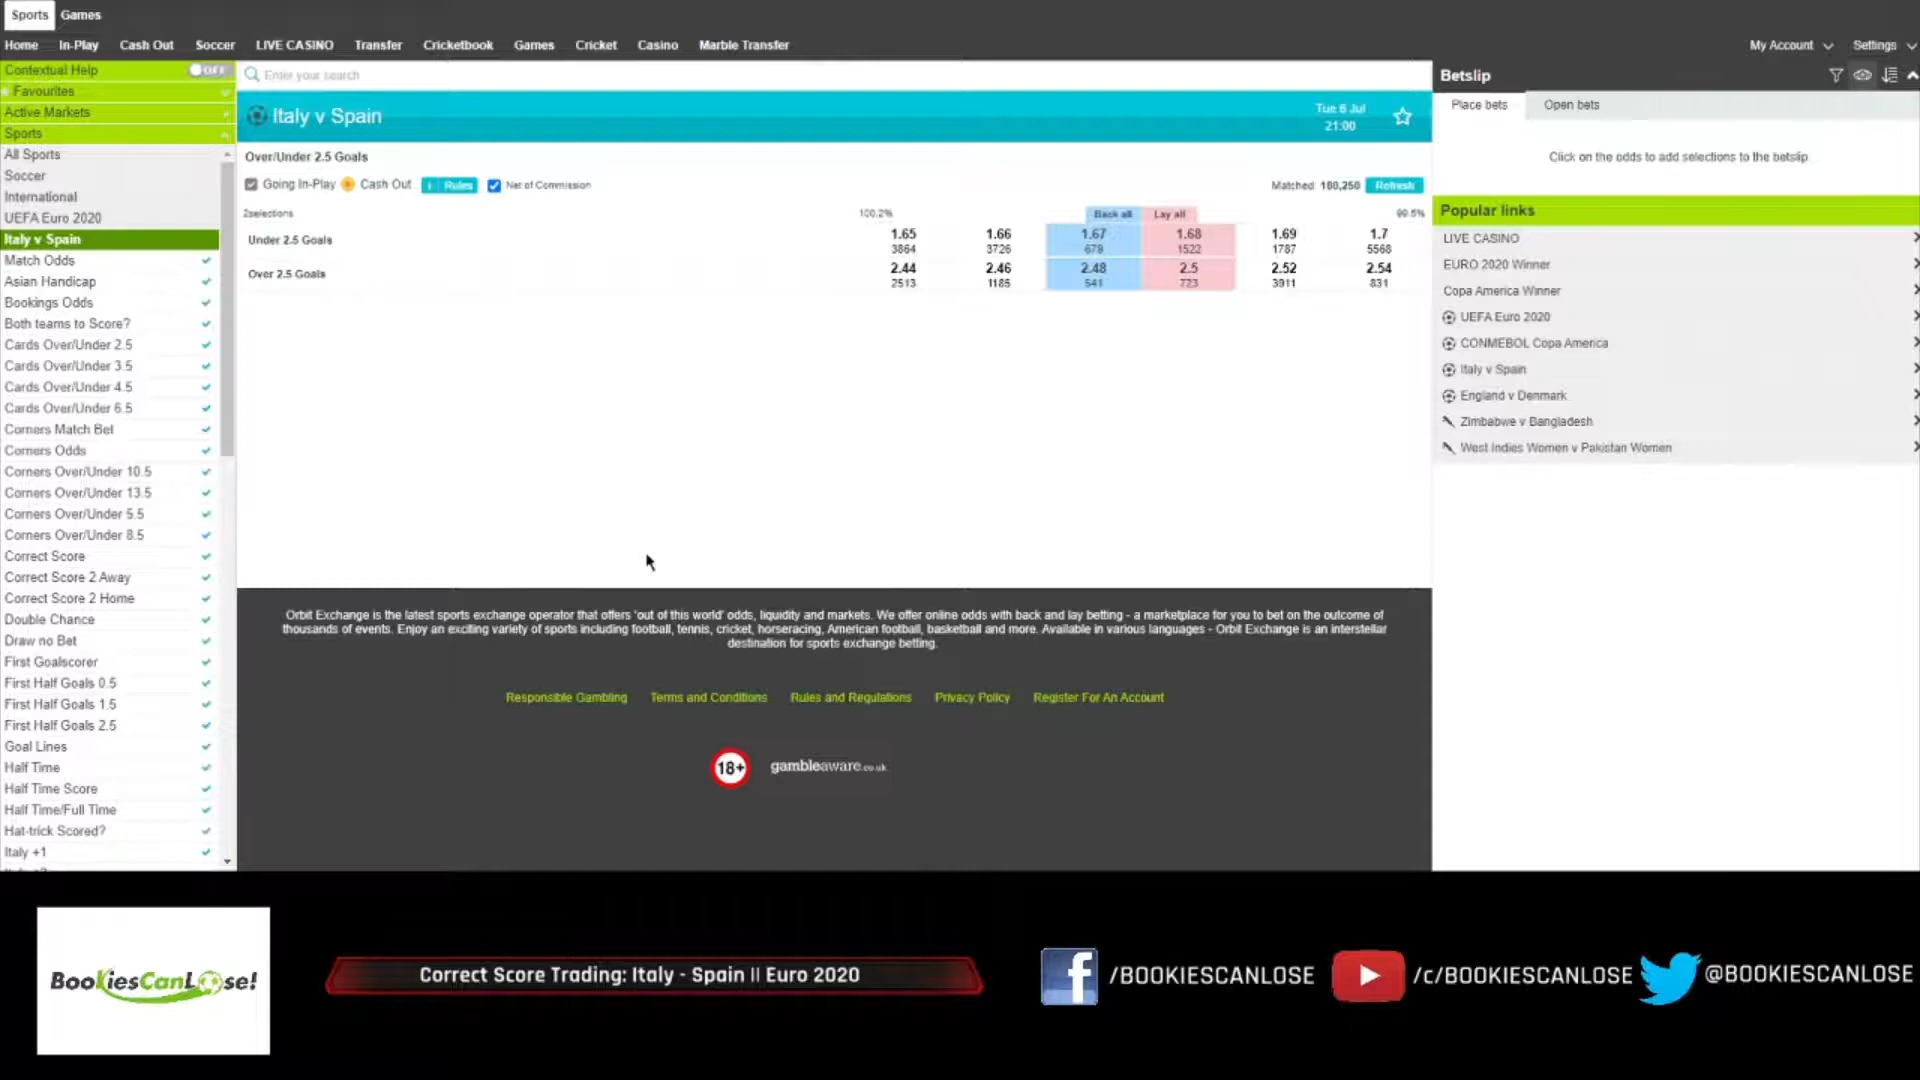 Sports Games
Home In-Play Cash Out Soccer LIVE CASINO Transfer Cricketbook Games Cricket Casino Marble Transfer My Account Settings
Contextual Help OFF
Favourites
Active Markets
Sports
All Sports
Soccer
International
UEFA Euro 2020
Italy v Spain
Match Odds
Asian Handicap
Bookings Odds
Both teams to Score?
Cards Over/Under 2.5
Cards Over/Under 3.5
Cards Over/Under 4.5
Cards Over/Under 6.5
Corners Match Bet
Corners Odds
Corners Over/Under 10.5
Corners Over/Under 13.5
Corners Over/Under 5.5
Corners Over/Under 8.5
Correct Score
Correct Score 2 Away
Correct Score 2 Home
Double Chance
Draw no Bet
First Goalscorer
First Half Goals 0.5
First Half Goals 1.5
First Half Goals 2.5
Goal Lines
Half Time
Half Time Score
Half Time/Full Time
Hat-trick Scored?
Italy +1
Enter your search
Italy v Spain
Tue 6 Jul
21:00
Over/Under 2.5 Goals
Going In-Play Cash Out Rules Net of Commission Matched: 180,250 Refresh
2selections 100.2% Back all Lay all 99.5%
Under 2.5 Goals 1.65 1.66 1.67 1.68 1.69 1.7
3864 3726 679 1522 1787 5568
Over 2.5 Goals 2.44 2.46 2.48 2.5 2.52 2.54
2513 1185 541 723 3911 831
Orbit Exchange is the latest sports exchange operator that offers 'out of this world' odds, liquidity and markets. We offer online odds with back and lay betting - a marketplace for you to bet on the outcome of
thousands of events. Enjoy an exciting variety of sports including football, tennis, cricket, horseracing, American football, basketball and more. Available in various languages - Orbit Exchange is an interstellar
destination for sports exchange betting.
Responsible Gambling Terms and Conditions Rules and Regulations Privacy Policy Register For An Account
18+ gambleaware.co.uk
Betslip
Place bets Open bets
Click on the odds to add selections to the betslip
Popular links
LIVE CASINO
EURO 2020 Winner
Copa America Winner
UEFA Euro 2020
CONMEBOL Copa America
Italy v Spain
England v Denmark
Zimbabwe v Bangladesh
West Indies Women v Pakistan Women
BookiesCanLose!
Correct Score Trading: Italy - Spain || Euro 2020
/BOOKIESCANLOSE
/C/BOOKIESCANLOSE
@BOOKIESCANLOSE